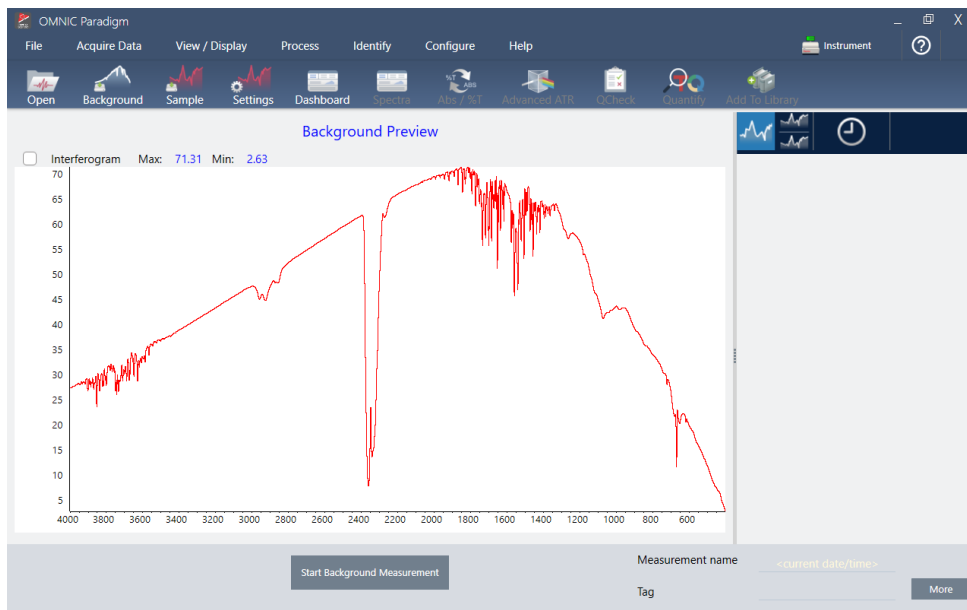 OMNIC Paradigm
File Acquire Data View / Display Process Identify Configure Help Instrument
Open Background Sample Settings Dashboard Spectra Abs / %T Advanced ATR QCheck Quantify Add To Library
%T ABS
Background Preview
Interferogram Max: 71.31 Min: 2.63
70
65
60
55
50
45
40
35
30
25
20
15
10
5
4000 3800 3600 3400 3200 3000 2800 2600 2400 2200 2000 1800 1600 1400 1200 1000 800 600
Start Background Measurement
Measurement name <current date/time>
Tag
More